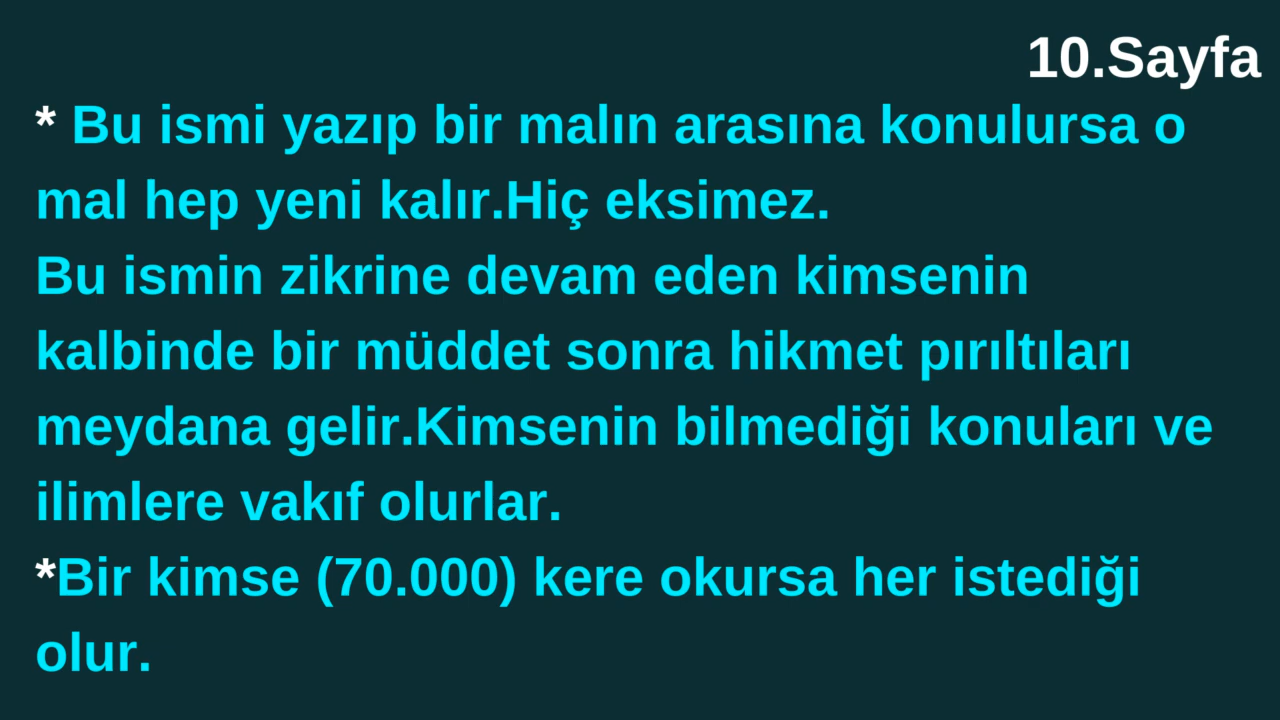 10.Sayfa
* Bu ismi yazıp bir malın arasına konulursa o
mal hep yeni kalır.Hiç eksimez.
Bu ismin zikrine devam eden kimsenin
kalbinde bir müddet sonra hikmet pırıltıları
meydana gelir.Kimsenin bilmediği konuları ve
ilimlere vakıf olurlar.
*Bir kimse (70.000) kere okursa her istediği
olur.